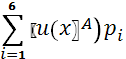 ∑_{i=1}^{6} 〖u(x〗^A) p_i